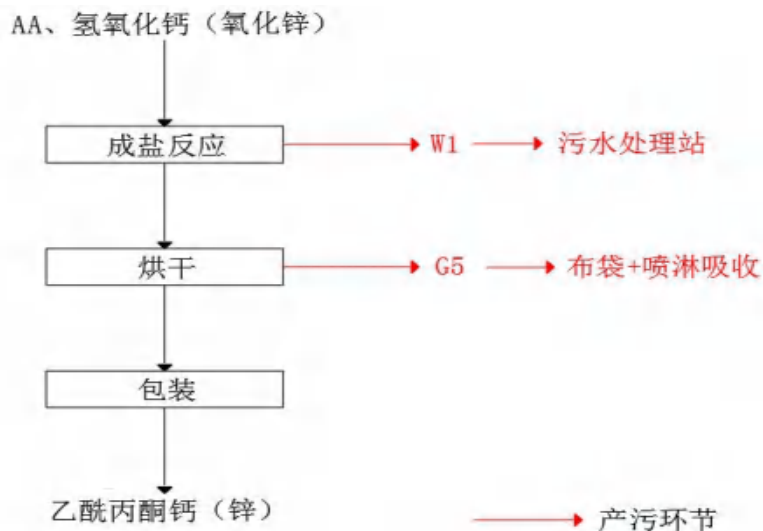 AA、氢氧化钙（氧化锌）
成盐反应
W1
污水处理站
烘干
G5
布袋+喷淋吸收
包装
乙酰丙酮钙（锌）
产污环节